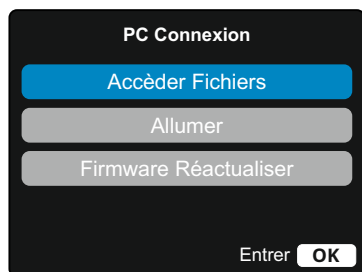 PC Connexion
Accèder Fichiers
Allumer
Firmware Réactualiser
Entrer OK